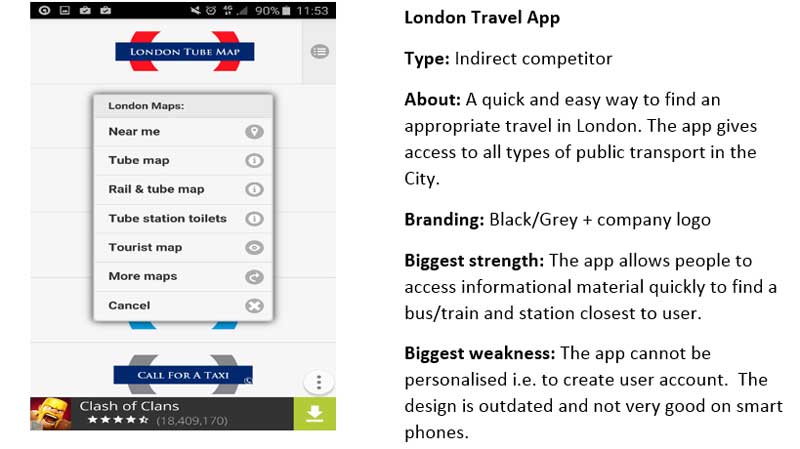 4G 90% 11:53
LONDON TUBE MAP
London Maps:
Near me
Tube map
Rail & tube map
Tube station toilets
Tourist map
More maps
Cancel
CALL FOR A TAXI
Clash of Clans
(18,409,170)
London Travel App
Type: Indirect competitor
About: A quick and easy way to find an
appropriate travel in London. The app gives
access to all types of public transport in the
City.
Branding: Black/Grey + company logo
Biggest strength: The app allows people to
access informational material quickly to find a
bus/train and station closest to user.
Biggest weakness: The app cannot be
personalised i.e. to create user account.  The
design is outdated and not very good on smart
phones.